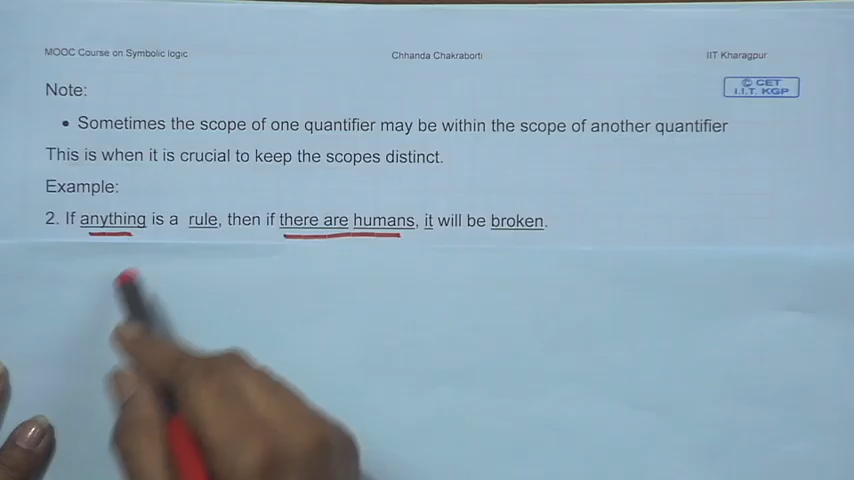 MOOC Course on Symbolic logic Chhanda Chakraborti IIT Kharagpur
© CET
I.I.T. KGP
Note:
• Sometimes the scope of one quantifier may be within the scope of another quantifier
This is when it is crucial to keep the scopes distinct.
Example:
2. If anything is a rule, then if there are humans, it will be broken.